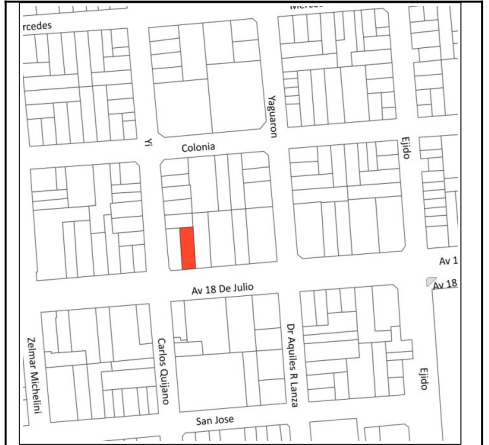 rcedes
Yi
Yaguaron
Colonia
Ejido
Av 1
Av 18
Av 18 De Julio
Zelmar Michelini
Carlos Quijano
Dr Aquiles R Lanza
Ejido
San Jose